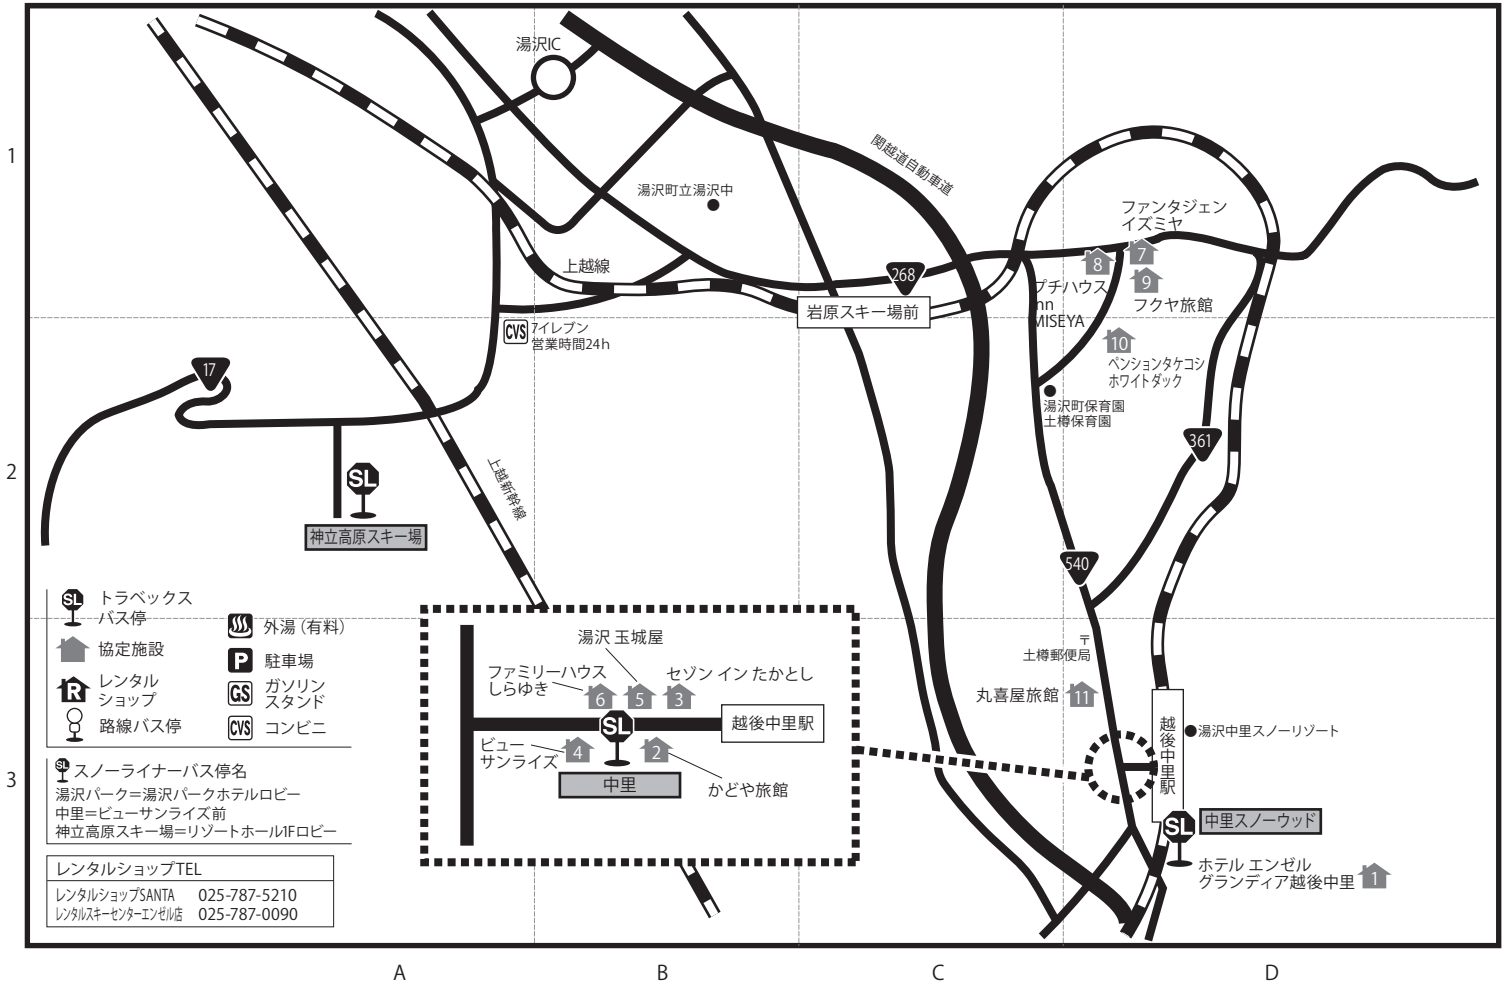 湯沢IC
関越道自動車道
1
湯沢町立湯沢中
ファンタジェン
イズミヤ
7
上越線
268
8
9
プチハウス
Inn
MISEYA
フクヤ旅館
岩原スキー場前
CVS
7イレブン
営業時間24h
10
ペンションタケコシ
ホワイトダック
17
湯沢町保育園
土樽保育園
361
2
上越新幹線
SL
神立高原スキー場
540
SL
トラベックス
バス停
協定施設
R
レンタル
ショップ
路線バス停
外湯（有料）
P
駐車場
GS
ガソリン
スタンド
CVS
コンビニ
湯沢 玉城屋
ファミリーハウス
しらゆき
セゾン イン たかとし
6
5
3
SL
越後中里駅
ビュー
サンライズ
4
2
中里
かどや旅館
〒
土樽郵便局
丸喜屋旅館
11
越後中里駅
湯沢中里スノーリゾート
3
SL
スノーライナーバス停名
湯沢パーク＝湯沢パークホテルロビー
中里＝ビューサンライズ前
神立高原スキー場＝リゾートホール1Fロビー
SL
中里スノーウッド
ホテル エンゼル
グランディア越後中里
1
レンタルショップTEL
レンタルショップSANTA 025-787-5210
レンタルスキーセンターエンゼル店 025-787-0090
A
B
C
D